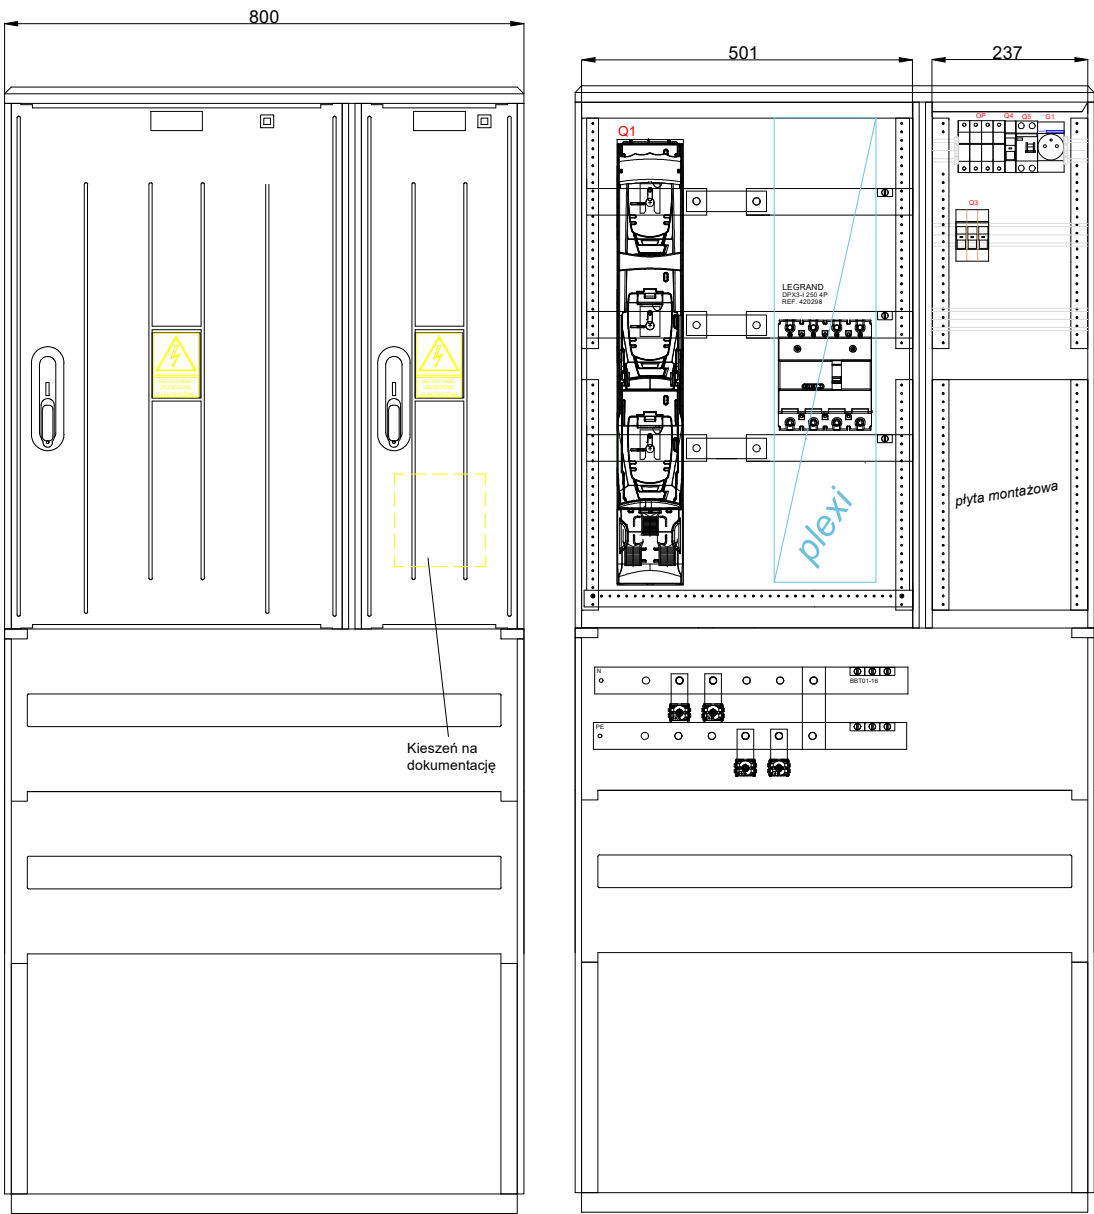 800
501
237
Q1
OP
Q4
Q5
G1
Q3
LEGRAND
DPX3-I 250 4P
REF. 420298
płyta montażowa
plexi
N
BBT01-16
PE
Kieszeń na
dokumentację